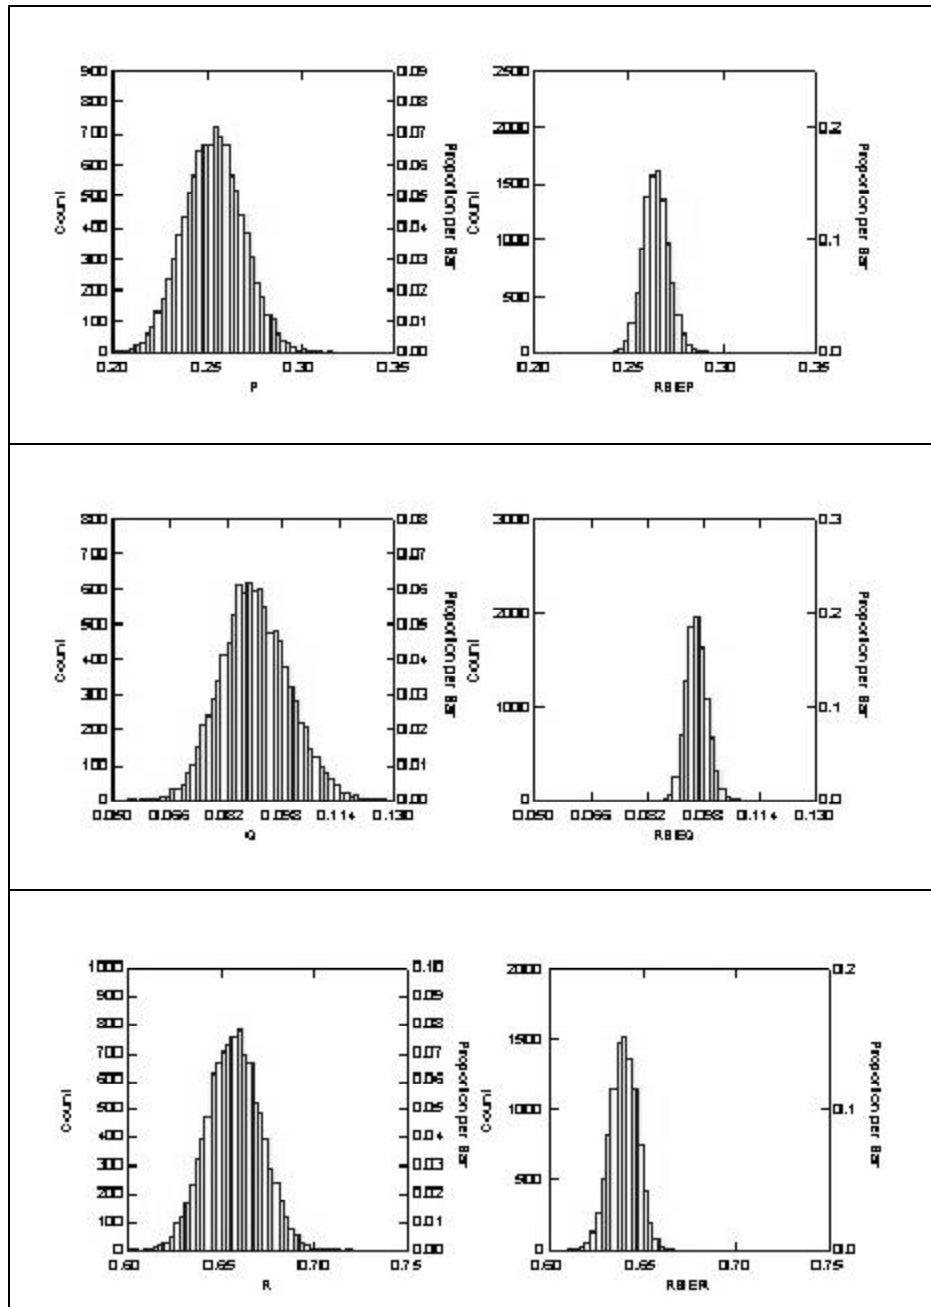 900 0.09 2500
800 0.08
700 0.07 2000 0.2
600 0.06
500 0.05 1500
Count 400 0.04 Proportion per Bar Count 1000 0.1 Proportion per Bar
300 0.03
200 0.02 500
100 0.01
0 0.00 0 0.0
0.20 0.25 0.30 0.35 0.20 0.25 0.30 0.35
P RBIEP
800 0.08 3000 0.3
700 0.07
600 0.06 2000 0.2
500 0.05
Count 400 0.04 Proportion per Bar Count Proportion per Bar
300 0.03 1000 0.1
200 0.02
100 0.01
0 0.00 0 0.0
0.050 0.066 0.082 0.098 0.114 0.130 0.050 0.066 0.082 0.098 0.114 0.130
Q RBIEQ
1000 0.10 2000 0.2
900 0.09
800 0.08
700 0.07 1500
600 0.06
Count 500 0.05 Proportion per Bar Count 1000 0.1 Proportion per Bar
400 0.04
300 0.03
200 0.02 500
100 0.01
0 0.00 0 0.0
0.60 0.65 0.70 0.75 0.60 0.65 0.70 0.75
R RBIER